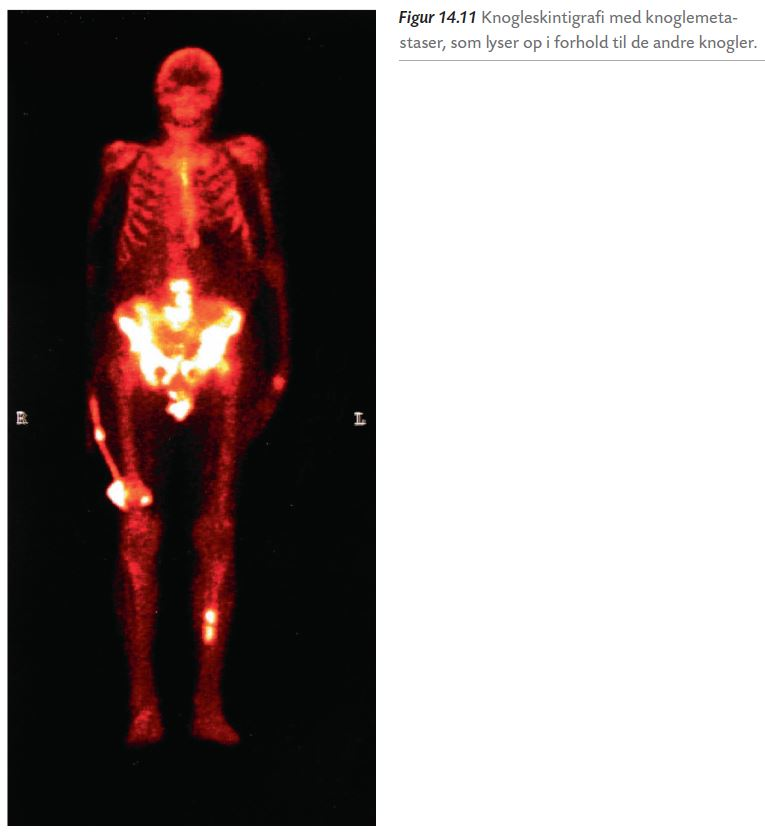 Figur 14.11 Knogleskintigrafi med knoglemeta-
staser, som lyser op i forhold til de andre knogler.
R
L